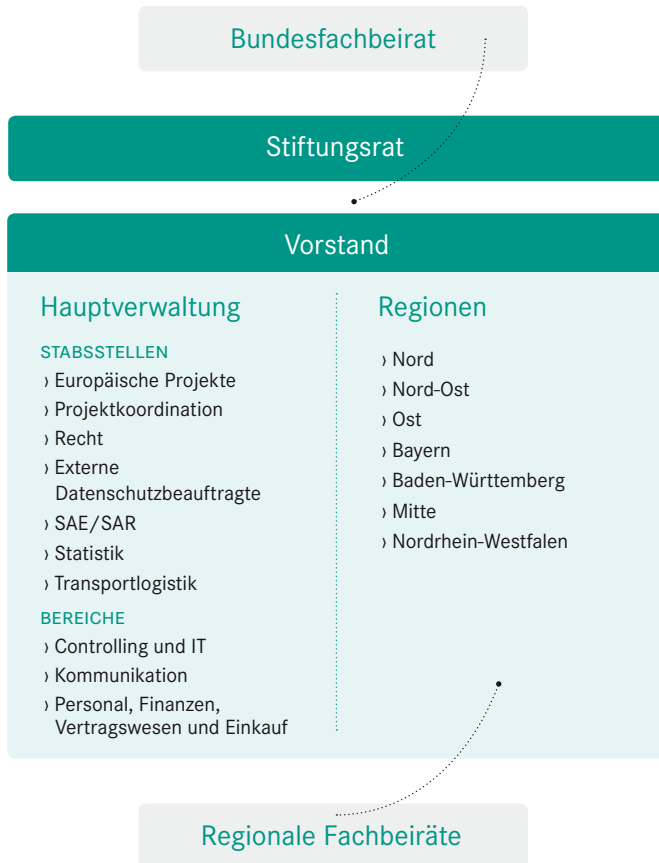 Bundesfachbeirat
Stiftungsrat
Vorstand
Hauptverwaltung
STABSSTELLEN
› Europäische Projekte
› Projektkoordination
› Recht
› Externe
Datenschutzbeauftragte
› SAE/SAR
› Statistik
› Transportlogistik
BEREICHE
› Controlling und IT
› Kommunikation
› Personal, Finanzen,
Vertragswesen und Einkauf
Regionen
› Nord
› Nord-Ost
› Ost
› Bayern
› Baden-Württemberg
› Mitte
› Nordrhein-Westfalen
Regionale Fachbeiräte